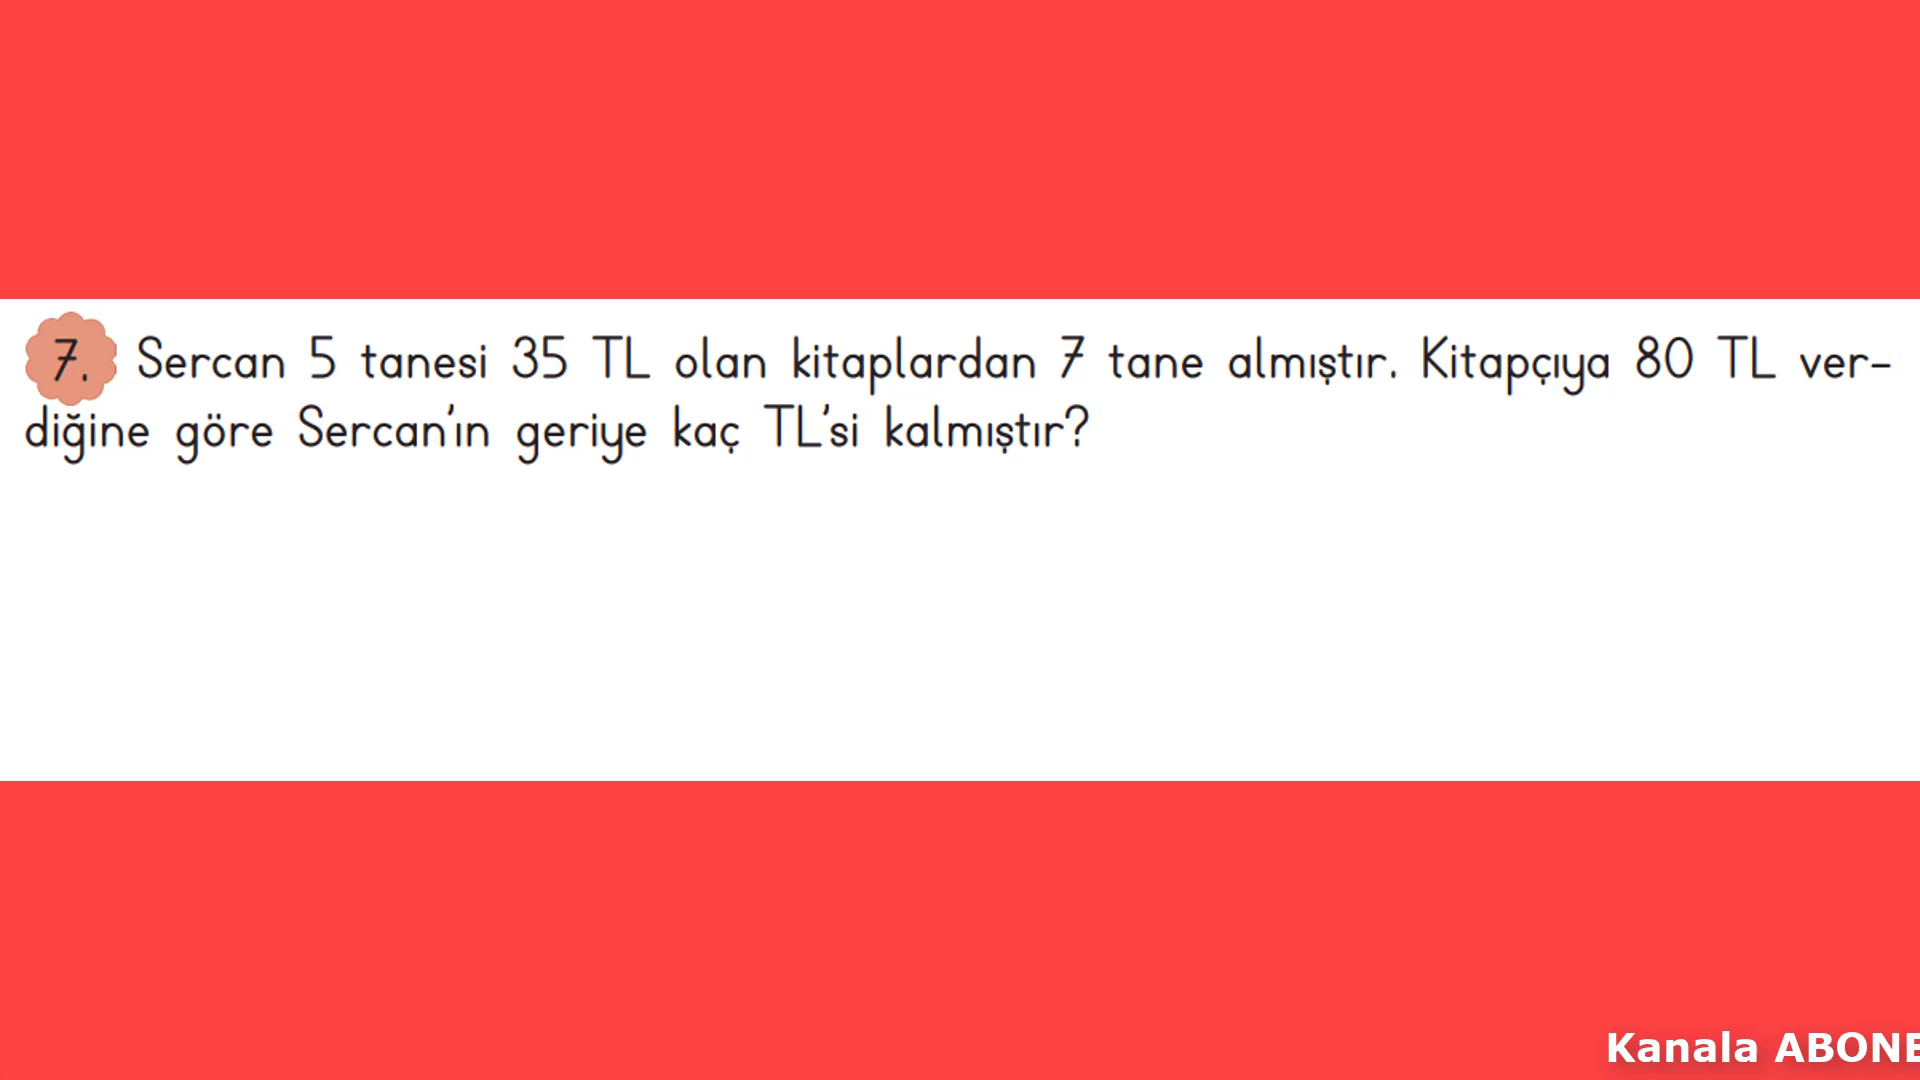 7. Sercan 5 tanesi 35 TL olan kitaplardan 7 tane almıştır. Kitapçıya 80 TL ver-
diğine göre Sercan'ın geriye kaç TL'si kalmıştır?
Kanala ABONE